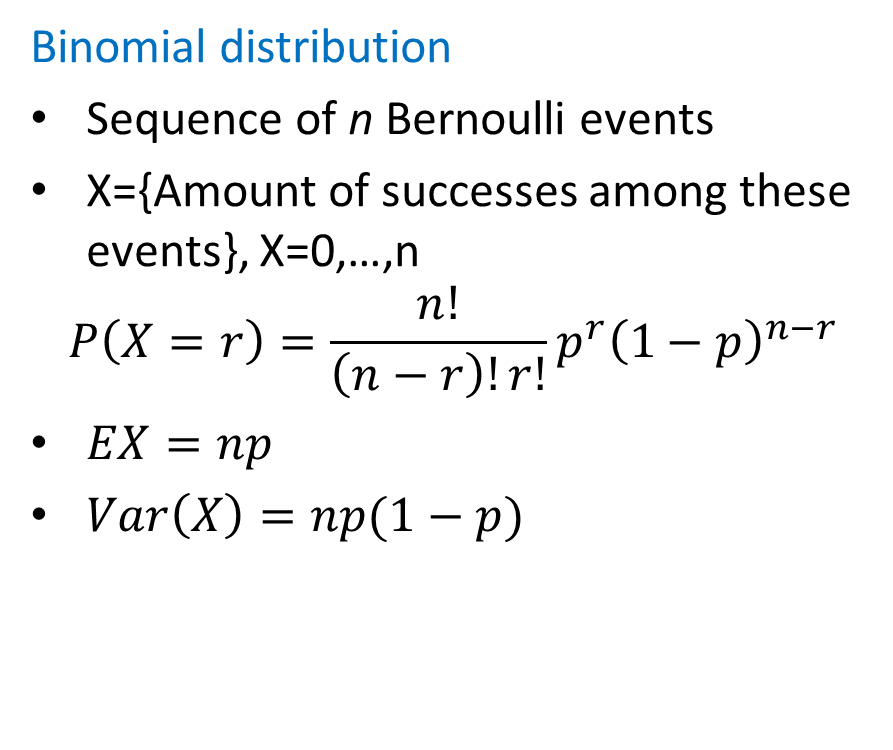 Binomial distribution
• Sequence of n Bernoulli events
• X={Amount of successes among these
events}, X=0,…,n
P(X = r) = n! / (n − r)! r! p^r (1 − p)^{n−r}
• EX = np
• Var(X) = np(1 − p)